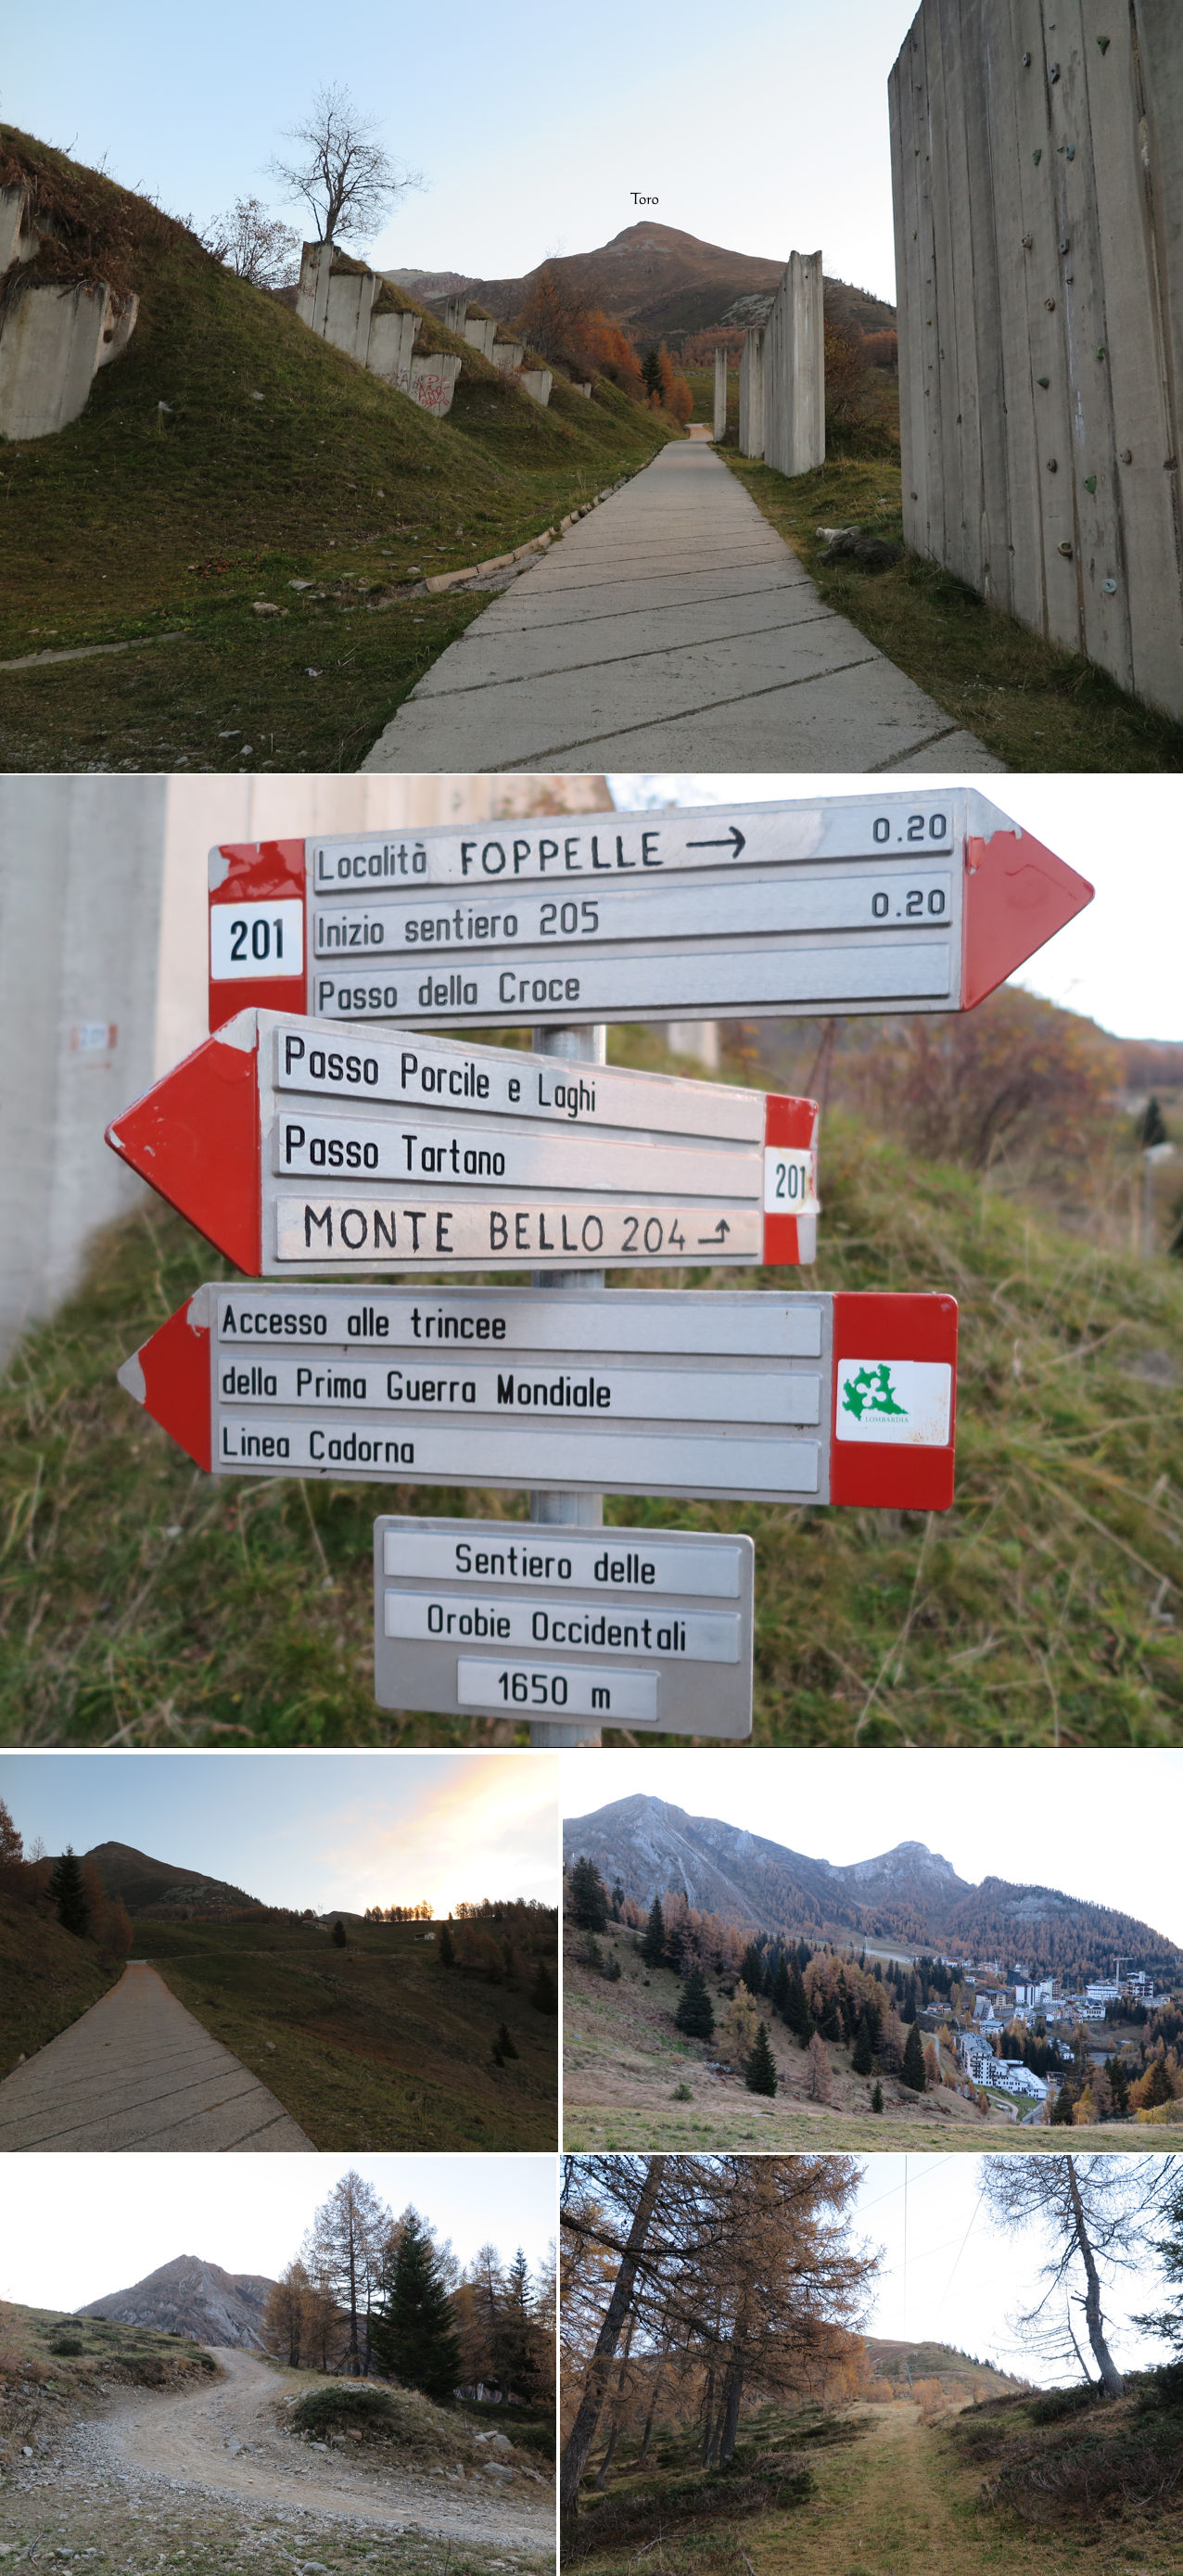 Toro
Località FOPPELLE → 0.20
201
Inizio sentiero 205 0.20
Passo della Croce
Passo Porcile e Laghi
Passo Tartano
201
MONTE BELLO 204
Accesso alle trincee
della Prima Guerra Mondiale
Linea Cadorna
LOMBARDIA
Sentiero delle
Orobie Occidentali
1650 m